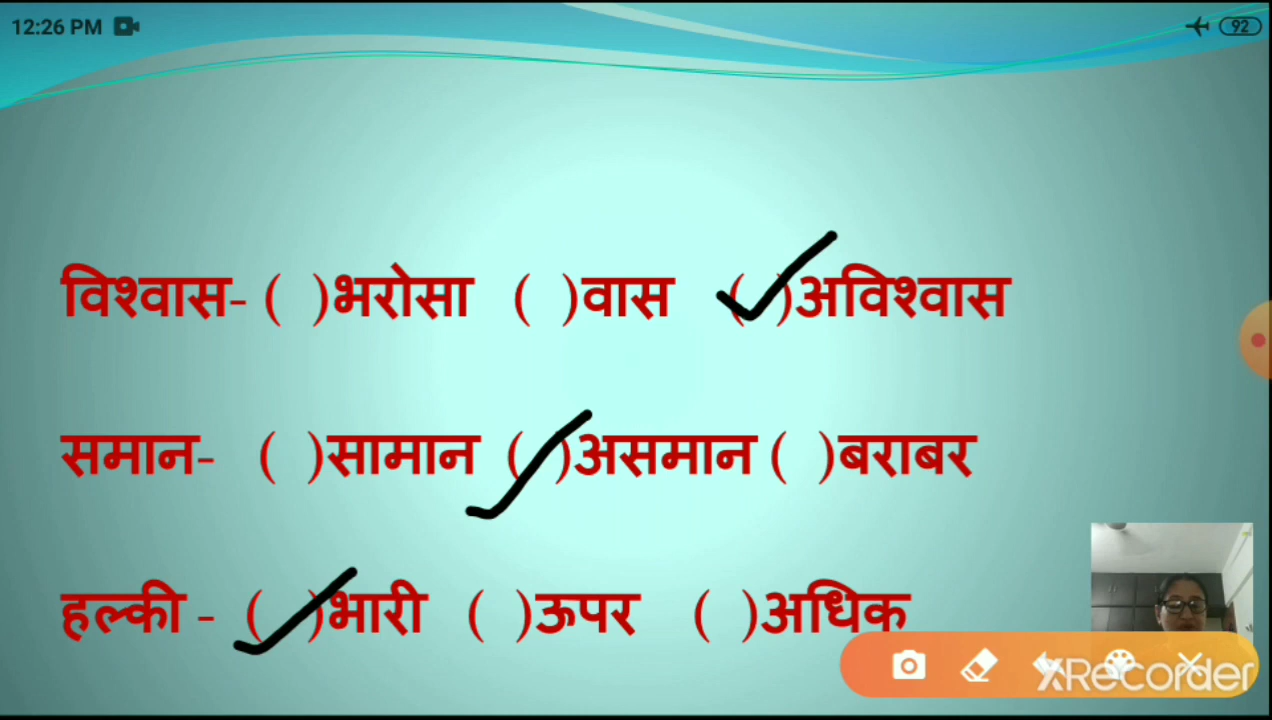 12:26 PM 92
विश्वास- ( )भरोसा ( )वास ( )अविश्वास
समान- ( )सामान ( )असमान ( )बराबर
हल्की - ( )भारी ( )ऊपर ( )अधिक
XRecorder